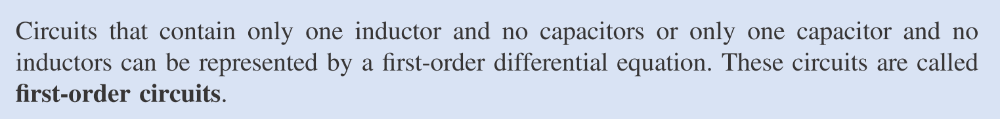 Circuits that contain only one inductor and no capacitors or only one capacitor and no
inductors can be represented by a first-order differential equation. These circuits are called
first-order circuits.